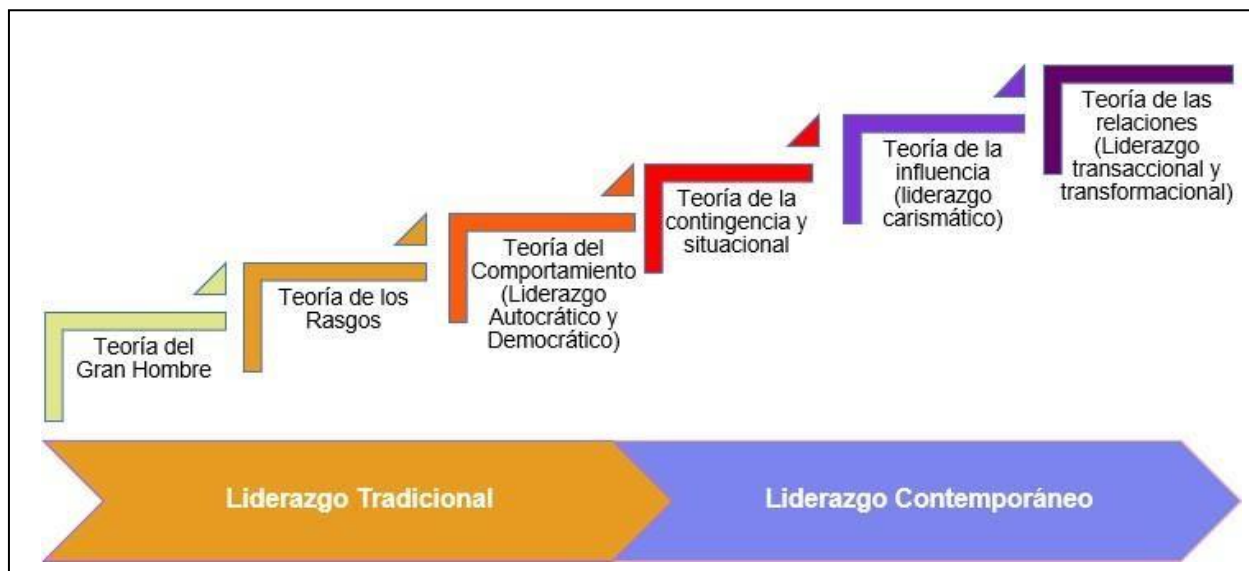 Teoría del
Gran Hombre
Teoría de los
Rasgos
Teoría del
Comportamiento
(Liderazgo
Autocrático y
Democrático)
Teoría de la
contingencia y
situacional
Teoría de la
influencia
(liderazgo
carismático)
Teoría de las
relaciones
(Liderazgo
transaccional y
transformacional)
Liderazgo Tradicional
Liderazgo Contemporáneo